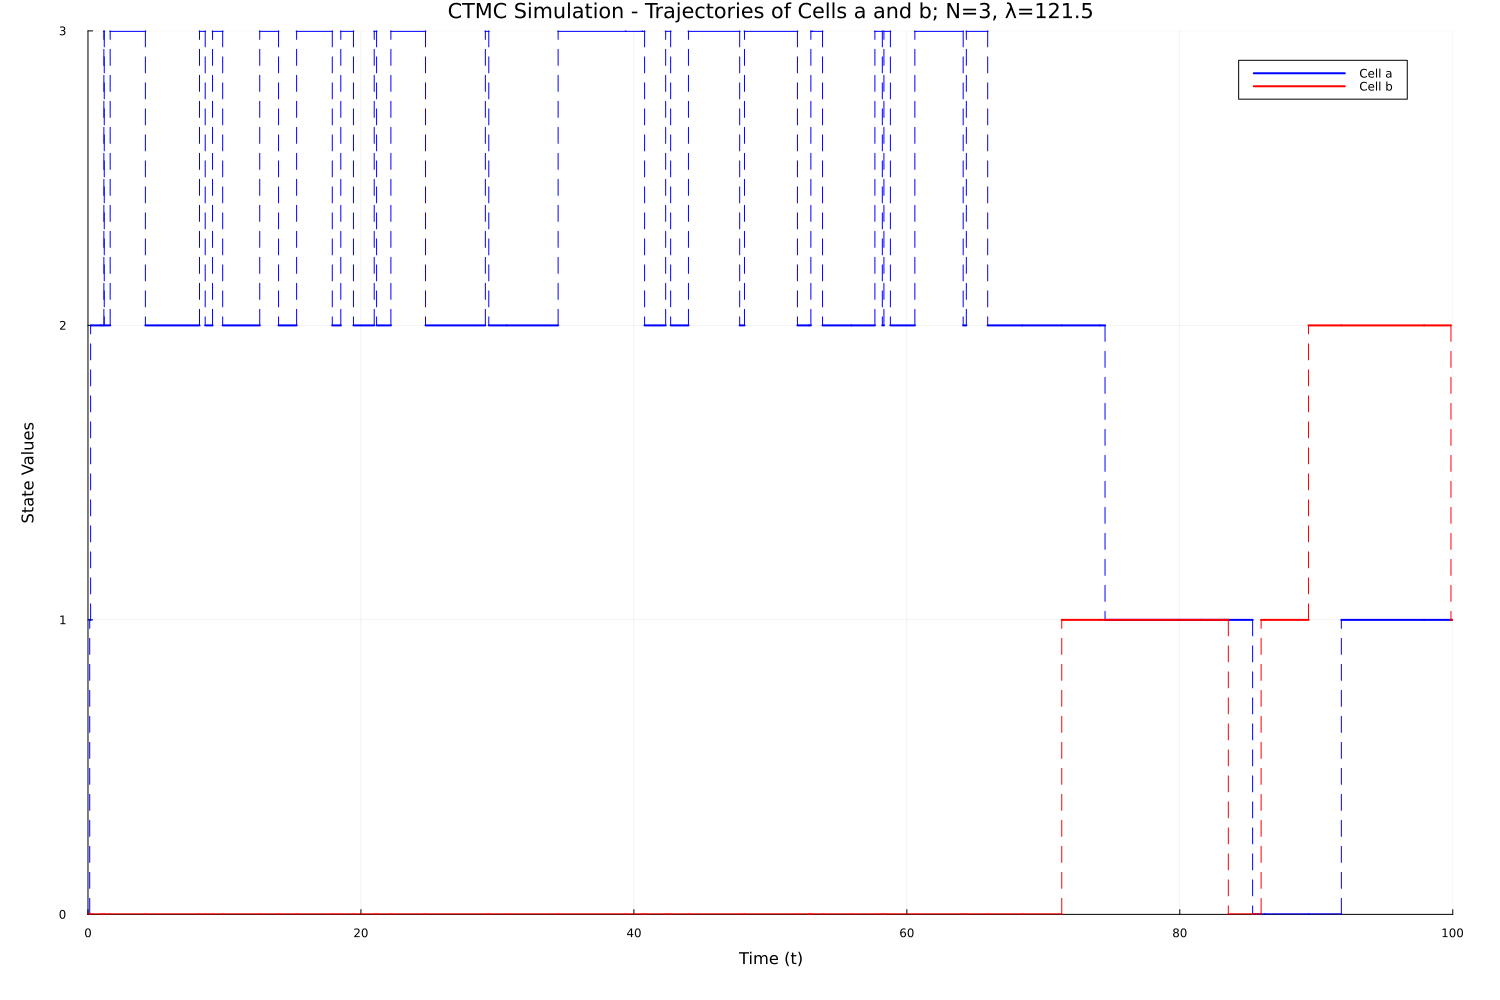 CTMC Simulation - Trajectories of Cells a and b; N=3, λ=121.5
3
Cell a
Cell b
2
State Values
1
0
0 20 40 60 80 100
Time (t)